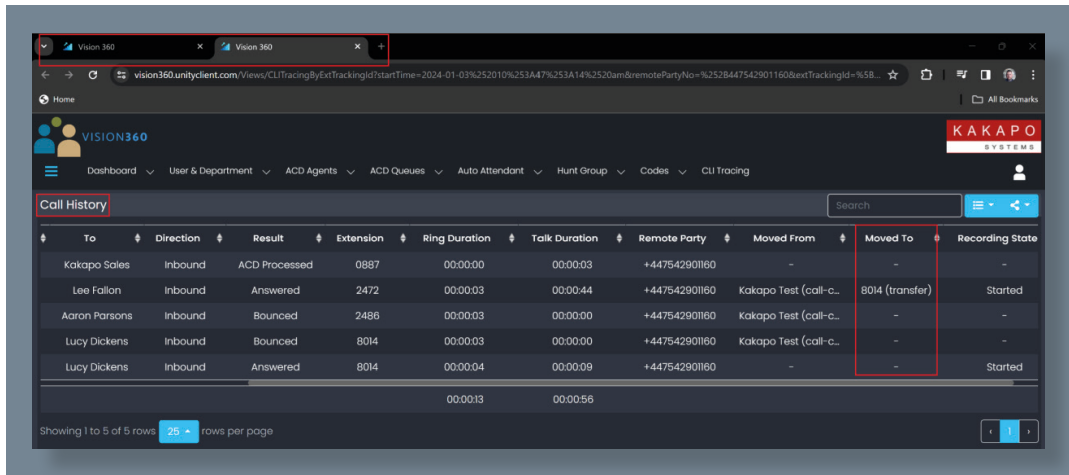 Vision 360
Vision 360
vision360.unityclient.com/Views/CLITracingByExtTrackingId?startTime=2024-01-03%252010%253A47%253A14%2520am&remotePartyNo=%252B447542901160&extTrackingId=%5B...
Home
All Bookmarks
VISION360
KAKAPO
SYSTEMS
Dashboard User & Department ACD Agents ACD Queues Auto Attendant Hunt Group Codes CLI Tracing
Call History
Search
To Direction Result Extension Ring Duration Talk Duration Remote Party Moved From Moved To Recording State
Kakapo Sales Inbound ACD Processed 0887 00:00:00 00:00:03 +447542901160 - - -
Lee Fallon Inbound Answered 2472 00:00:03 00:00:44 +447542901160 Kakapo Test (call-c... 8014 (transfer) Started
Aaron Parsons Inbound Bounced 2486 00:00:03 00:00:00 +447542901160 Kakapo Test (call-c... - -
Lucy Dickens Inbound Bounced 8014 00:00:03 00:00:00 +447542901160 Kakapo Test (call-c... - -
Lucy Dickens Inbound Answered 8014 00:00:04 00:00:09 +447542901160 - - Started
00:00:13 00:00:56
Showing 1 to 5 of 5 rows 25 rows per page
1